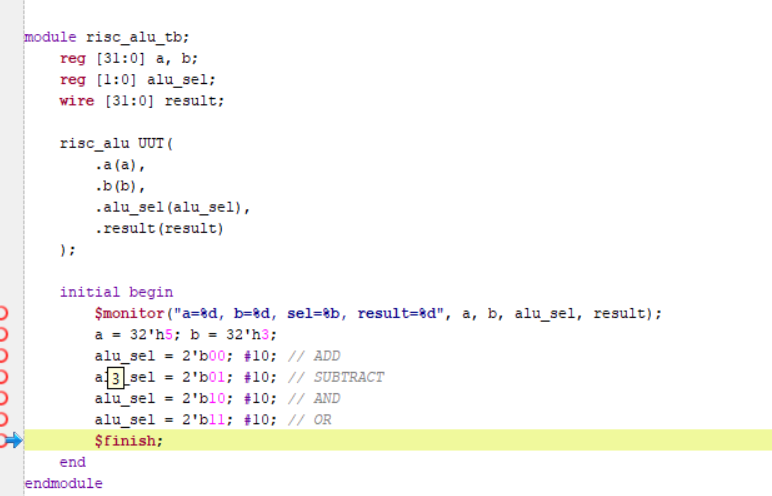 module risc_alu_tb;
    reg [31:0] a, b;
    reg [1:0] alu_sel;
    wire [31:0] result;

    risc_alu UUT(
        .a(a),
        .b(b),
        .alu_sel(alu_sel),
        .result(result)
    );

    initial begin
        $monitor("a=%d, b=%d, sel=%b, result=%d", a, b, alu_sel, result);
        a = 32'h5; b = 32'h3;
        alu_sel = 2'b00; #10; // ADD
        a 3 _sel = 2'b01; #10; // SUBTRACT
        alu_sel = 2'b10; #10; // AND
        alu_sel = 2'b11; #10; // OR
        $finish;
    end
endmodule